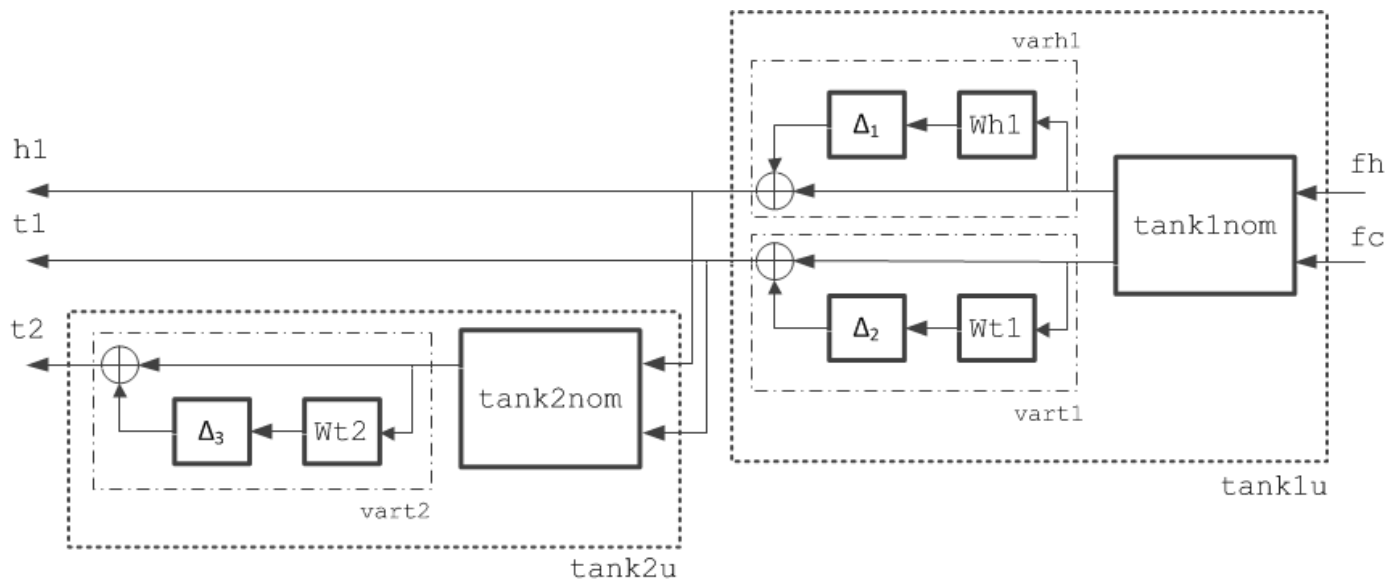 varh1
Δ1
Wh1
h1
fh
tank1nom
t1
fc
Δ2
Wt1
t2
tank2nom
vart1
Δ3
Wt2
tank1u
vart2
tank2u